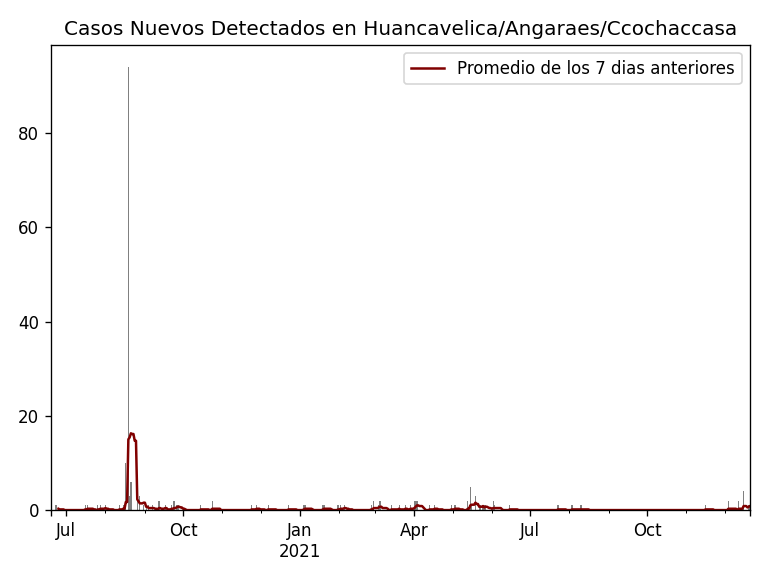 Casos Nuevos Detectados en Huancavelica/Angaraes/Ccochaccasa
Promedio de los 7 dias anteriores
80
60
40
20
0
Jul
Oct
Jan
2021
Apr
Jul
Oct